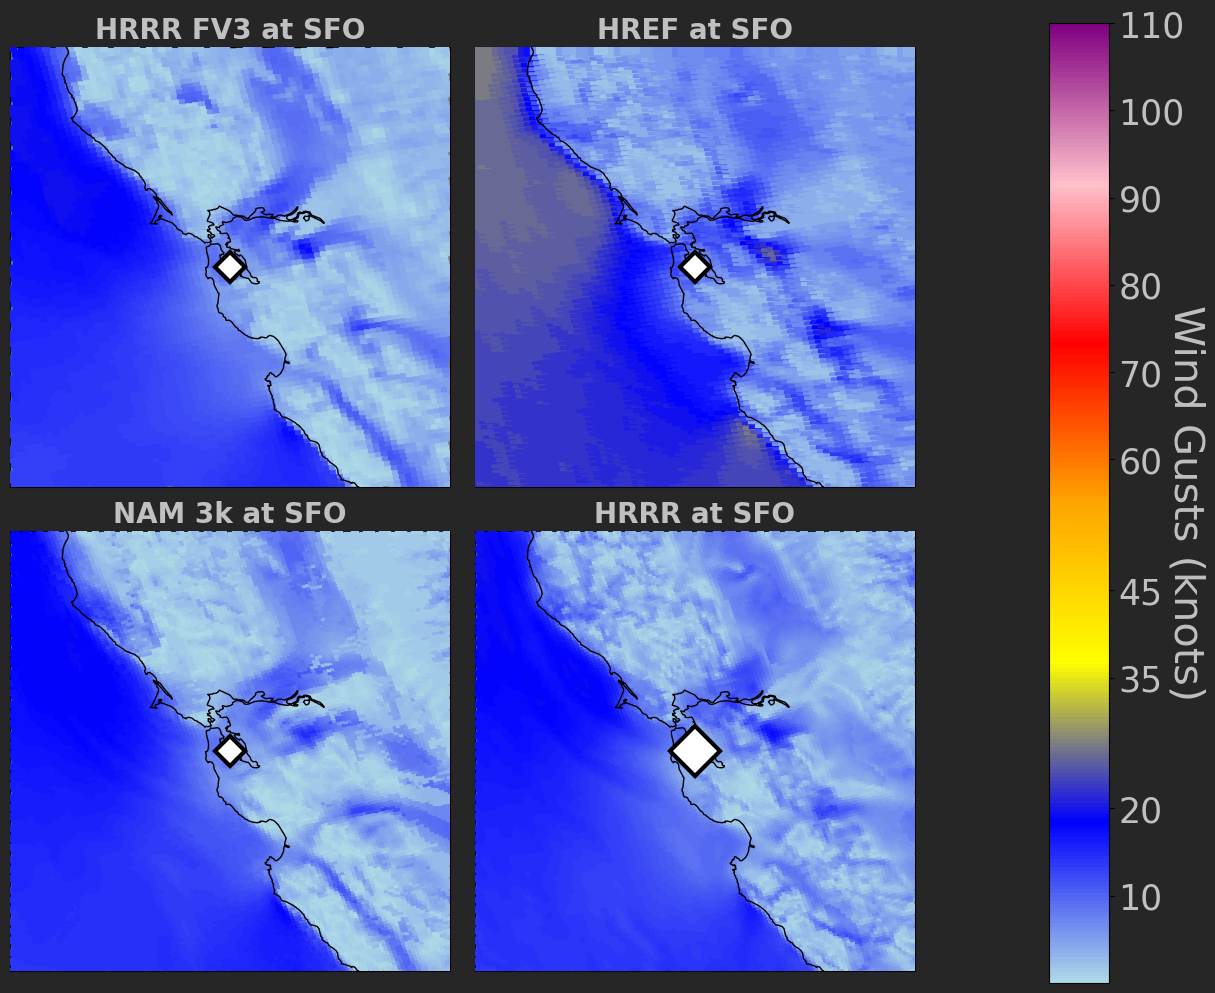 HRRR FV3 at SFO
HREF at SFO
NAM 3k at SFO
HRRR at SFO
110
100
90
80
70
60
45
35
20
10
Wind Gusts (knots)